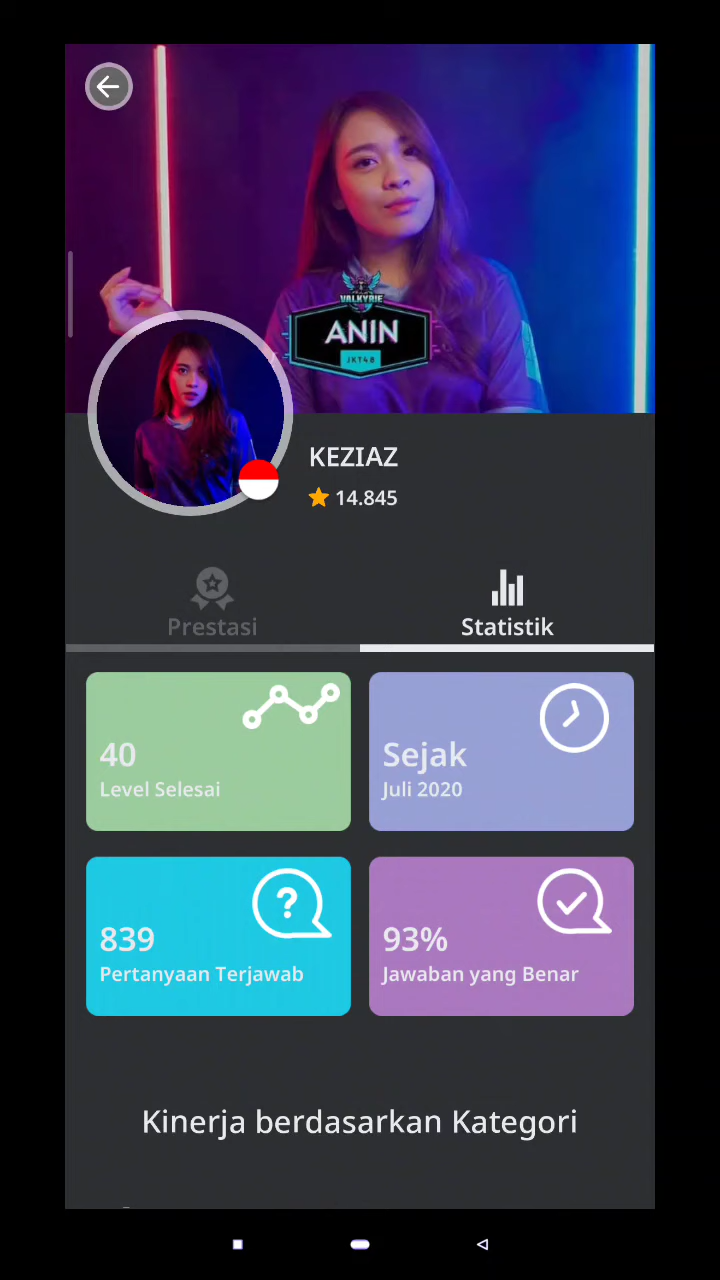 VALKYRIE
ANIN
JKT48
KEZIAZ
14.845
Prestasi
Statistik
40
Level Selesai
Sejak
Juli 2020
839
Pertanyaan Terjawab
93%
Jawaban yang Benar
Kinerja berdasarkan Kategori